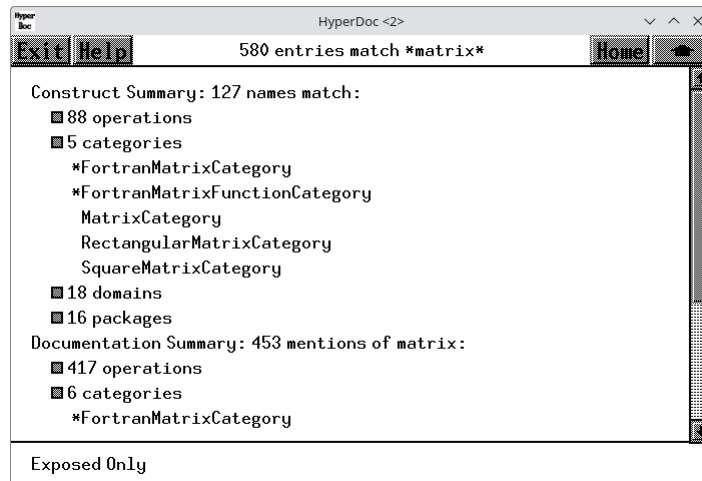 Hyper
Doc
HyperDoc <2>
Exit Help 580 entries match *matrix* Home
Construct Summary: 127 names match:
88 operations
5 categories
*FortranMatrixCategory
*FortranMatrixFunctionCategory
MatrixCategory
RectangularMatrixCategory
SquareMatrixCategory
18 domains
16 packages
Documentation Summary: 453 mentions of matrix:
417 operations
6 categories
*FortranMatrixCategory
Exposed Only